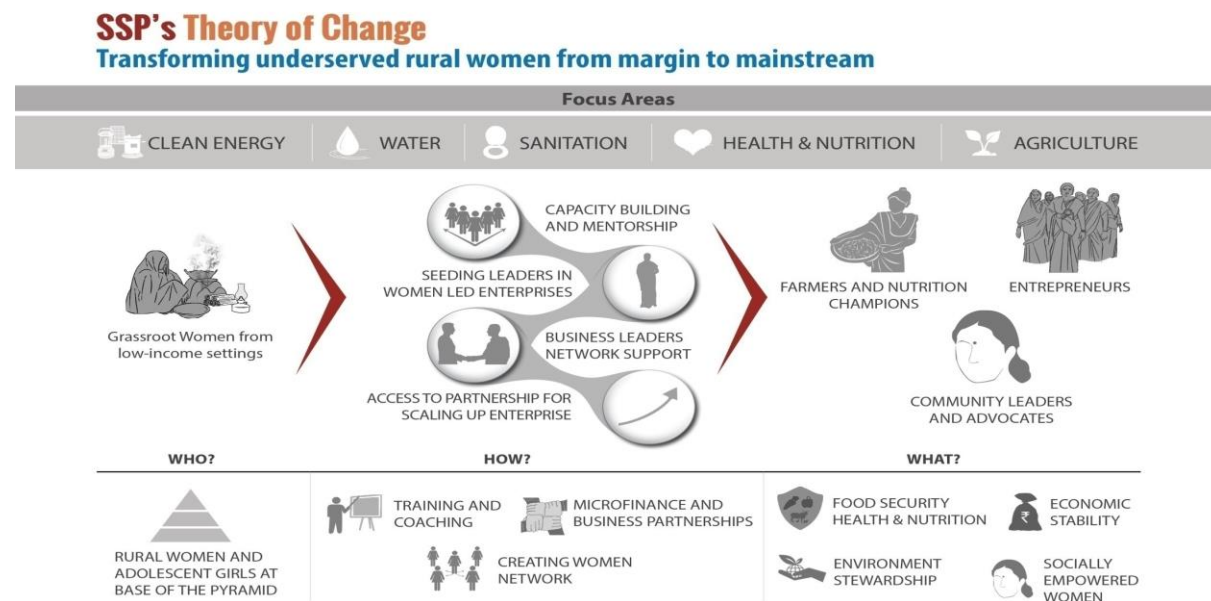 SSP's Theory of Change
Transforming underserved rural women from margin to mainstream
Focus Areas
CLEAN ENERGY
WATER
SANITATION
HEALTH & NUTRITION
AGRICULTURE
Grassroot Women from
low-income settings
CAPACITY BUILDING
AND MENTORSHIP
SEEDING LEADERS IN
WOMEN LED ENTERPRISES
BUSINESS LEADERS
NETWORK SUPPORT
ACCESS TO PARTNERSHIP FOR
SCALING UP ENTERPRISE
FARMERS AND NUTRITION
CHAMPIONS
ENTREPRENEURS
COMMUNITY LEADERS
AND ADVOCATES
WHO?
HOW?
WHAT?
RURAL WOMEN AND
ADOLESCENT GIRLS AT
BASE OF THE PYRAMID
TRAINING AND
COACHING
MICROFINANCE AND
BUSINESS PARTNERSHIPS
CREATING WOMEN
NETWORK
FOOD SECURITY
HEALTH & NUTRITION
₹
ECONOMIC
STABILITY
ENVIRONMENT
STEWARDSHIP
SOCIALLY
EMPOWERED
WOMEN